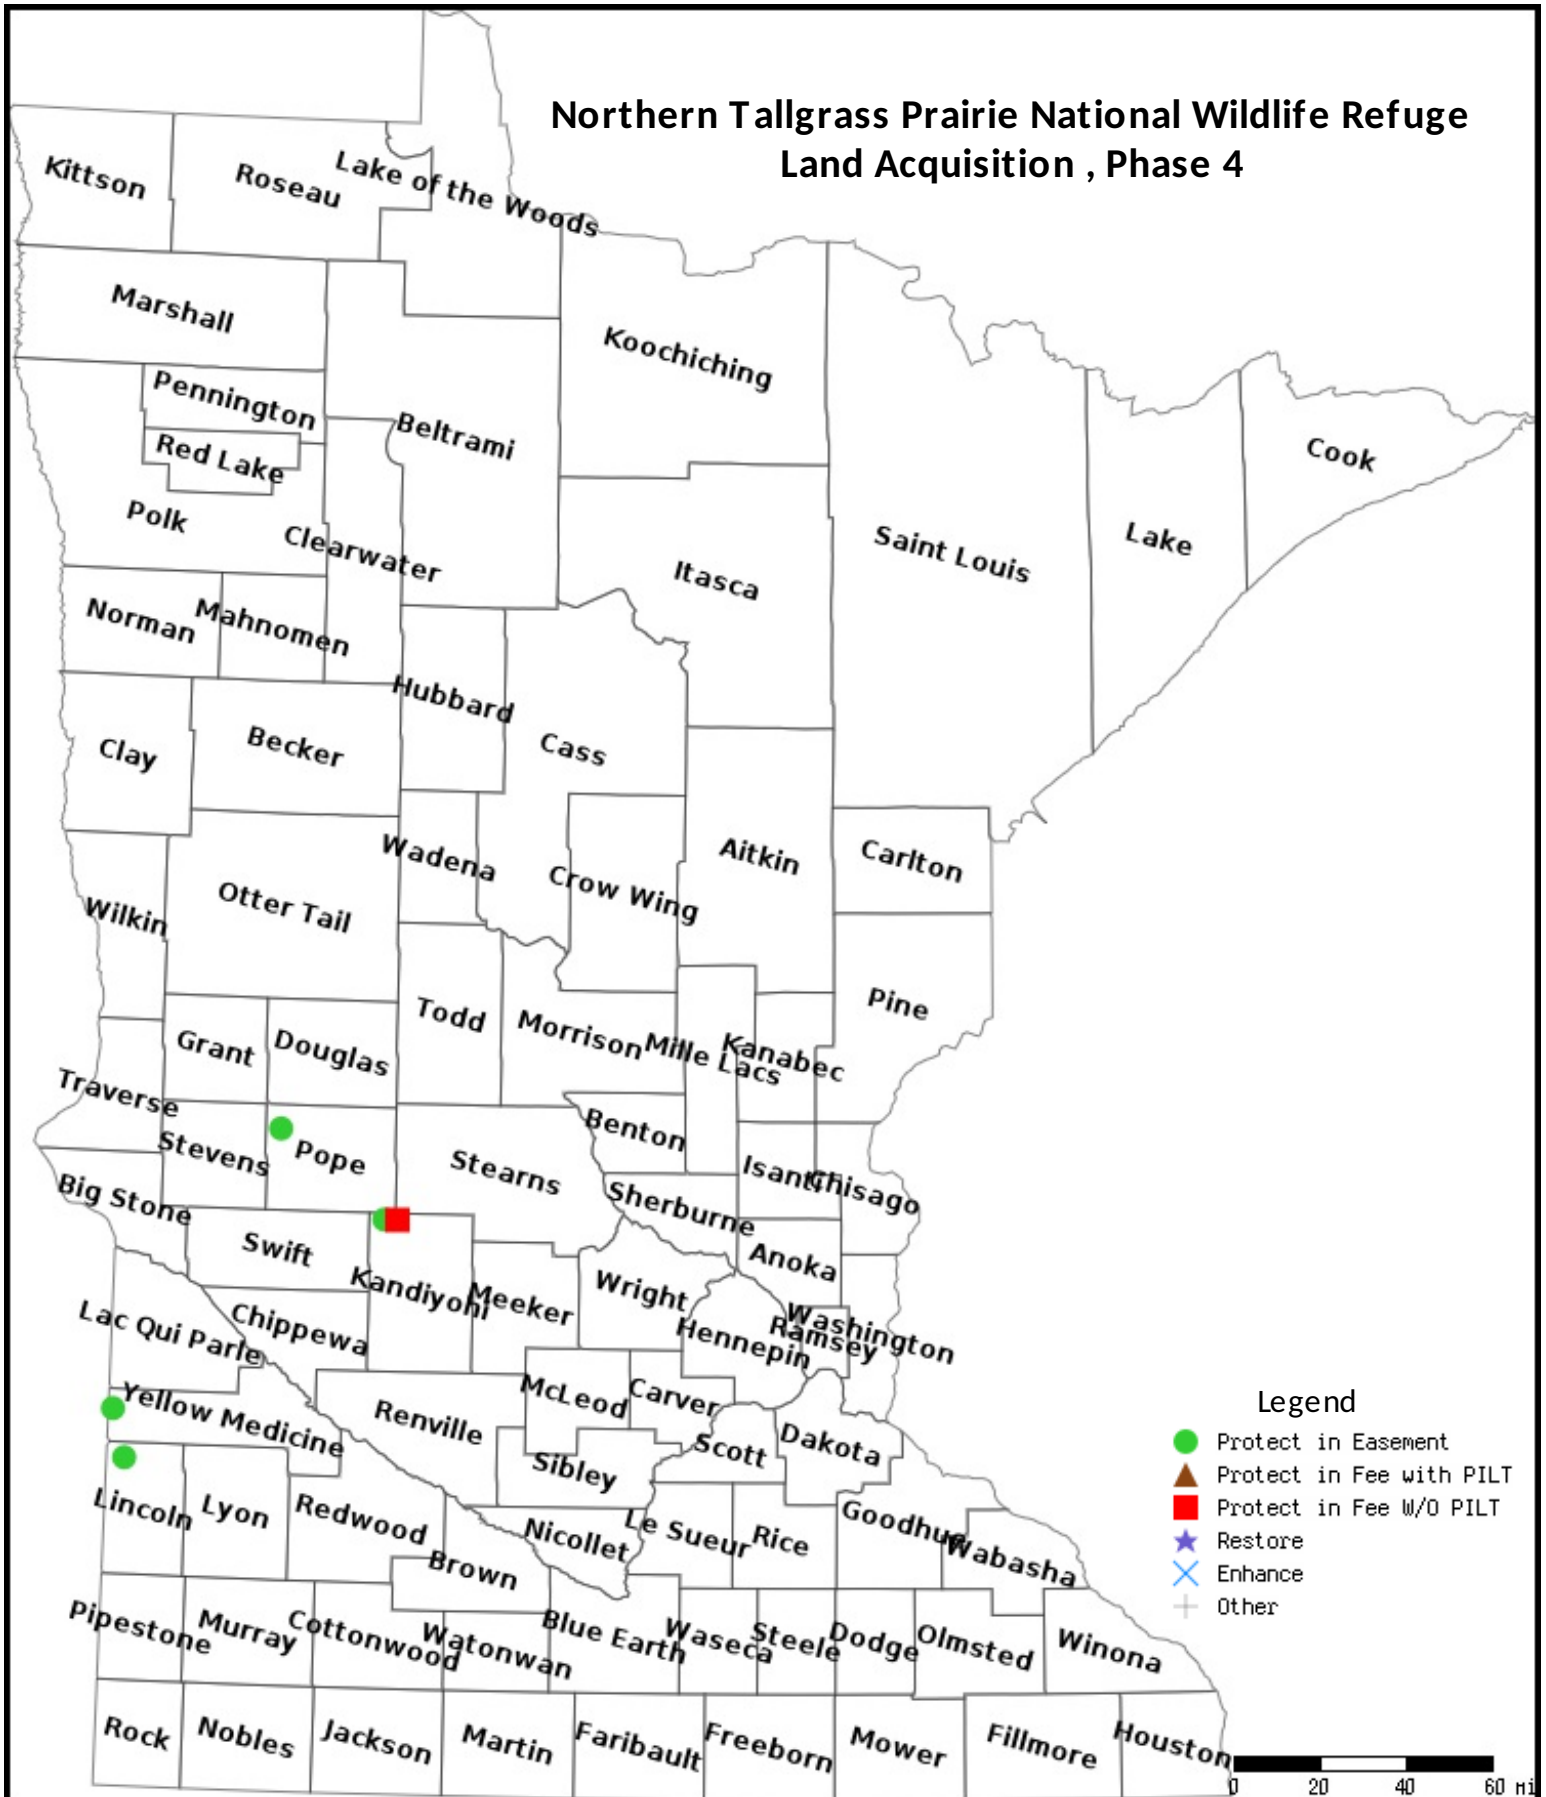 Northern Tallgrass Prairie National Wildlife Refuge
Land Acquisition , Phase 4
Kittson
Roseau
Lake of the Woods
Marshall
Koochiching
Pennington
Beltrami
Red Lake
Cook
Polk
Clearwater
Saint Louis
Lake
Itasca
Norman
Mahnomen
Hubbard
Clay
Becker
Cass
Wadena
Aitkin
Carlton
Crow Wing
Wilkin
Otter Tail
Todd
Pine
Morrison
Mille Lacs
Kanabec
Grant
Douglas
Traverse
Stevens
Pope
Stearns
Benton
Isanti
Chisago
Big Stone
Sherburne
Swift
Anoka
Kandiyohi
Meeker
Wright
Lac Qui Parle
Chippewa
Hennepin
Ramsey
Washington
Yellow Medicine
Renville
McLeod
Carver
Scott
Dakota
Sibley
Lincoln
Lyon
Redwood
Nicollet
Le Sueur
Rice
Goodhue
Wabasha
Brown
Pipestone
Murray
Cottonwood
Watonwan
Blue Earth
Waseca
Steele
Dodge
Olmsted
Winona
Rock
Nobles
Jackson
Martin
Faribault
Freeborn
Mower
Fillmore
Houston
Legend
Protect in Easement
Protect in Fee with PILT
Protect in Fee W/O PILT
Restore
Enhance
Other
0 20 40 60 mi